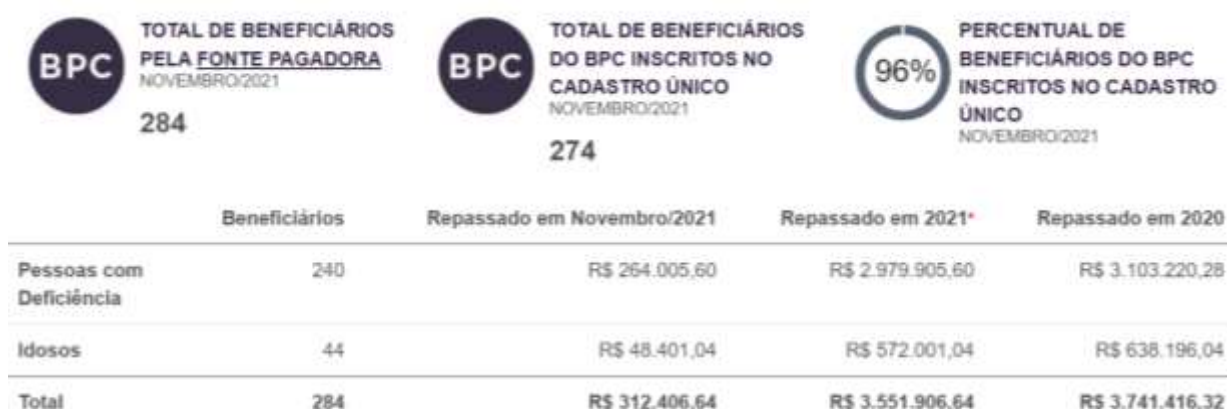 BPC
TOTAL DE BENEFICIÁRIOS
PELA FONTE PAGADORA
NOVEMBRO/2021
284
BPC
TOTAL DE BENEFICIÁRIOS
DO BPC INSCRITOS NO
CADASTRO ÚNICO
NOVEMBRO/2021
274
96%
PERCENTUAL DE
BENEFICIÁRIOS DO BPC
INSCRITOS NO CADASTRO
ÚNICO
NOVEMBRO/2021
Beneficiários Repassado em Novembro/2021 Repassado em 2021* Repassado em 2020
Pessoas com 240 R$ 264.005,60 R$ 2.979.905,60 R$ 3.103.220,28
Deficiência
Idosos 44 R$ 48.401,04 R$ 572.001,04 R$ 638.196,04
Total 284 R$ 312.406,64 R$ 3.551.906,64 R$ 3.741.416,32